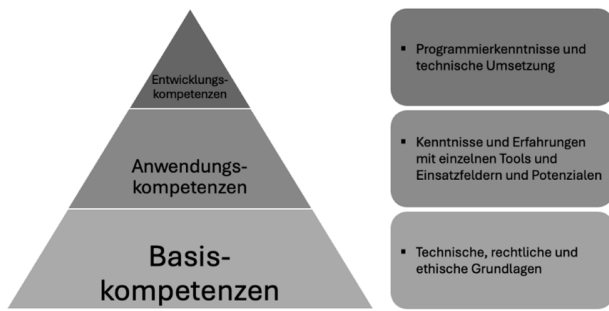 Entwicklungs-
kompetenzen
▪ Programmierkenntnisse und
technische Umsetzung
Anwendungs-
kompetenzen
▪ Kenntnisse und Erfahrungen
mit einzelnen Tools und
Einsatzfeldern und Potenzialen
Basis-
kompetenzen
▪ Technische, rechtliche und
ethische Grundlagen